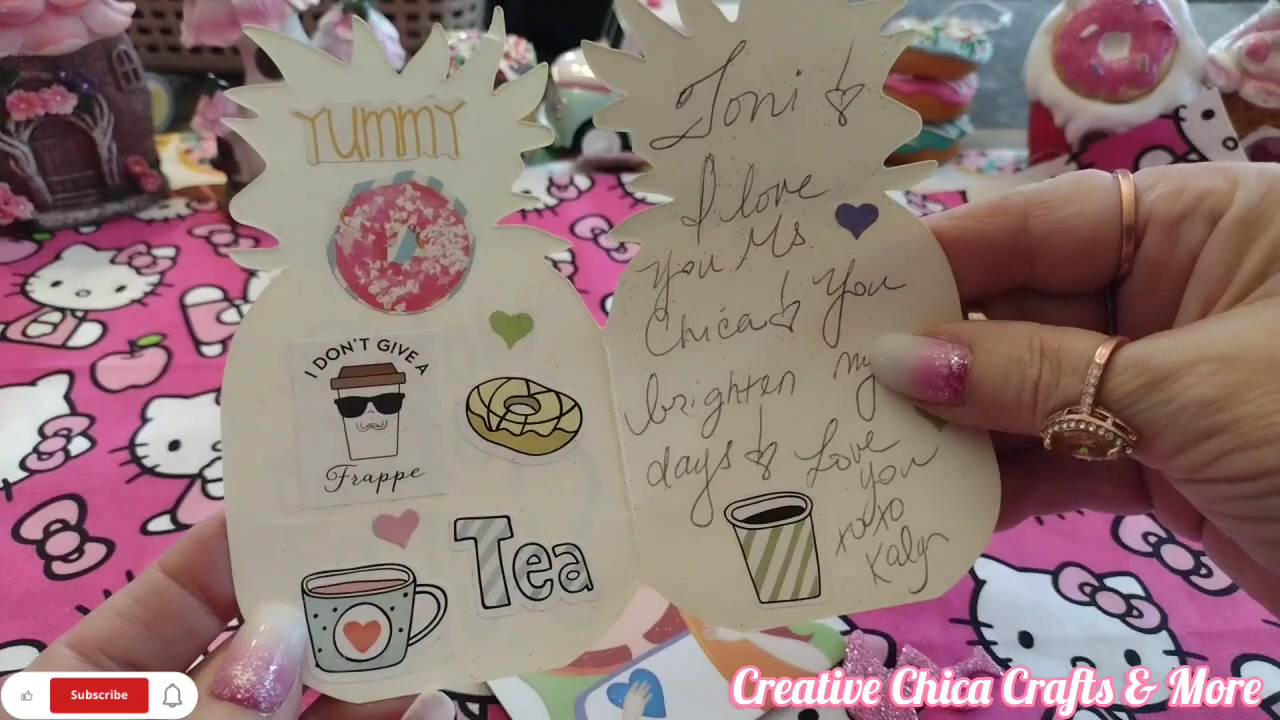 YUMMY
I DON'T GIVE A
Frappe
Tea
Toni
I love
you Ms
Chica You
brighten my
days Love
you
xoxo
Kalyn
Subscribe
Creative Chica Crafts & More